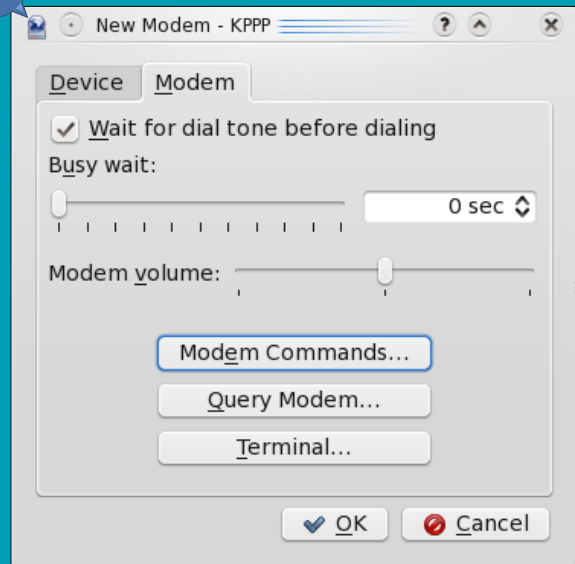 New Modem - KPPP
Device Modem
Wait for dial tone before dialing
Busy wait:
0 sec
Modem volume:
Modem Commands...
Query Modem...
Terminal...
OK Cancel